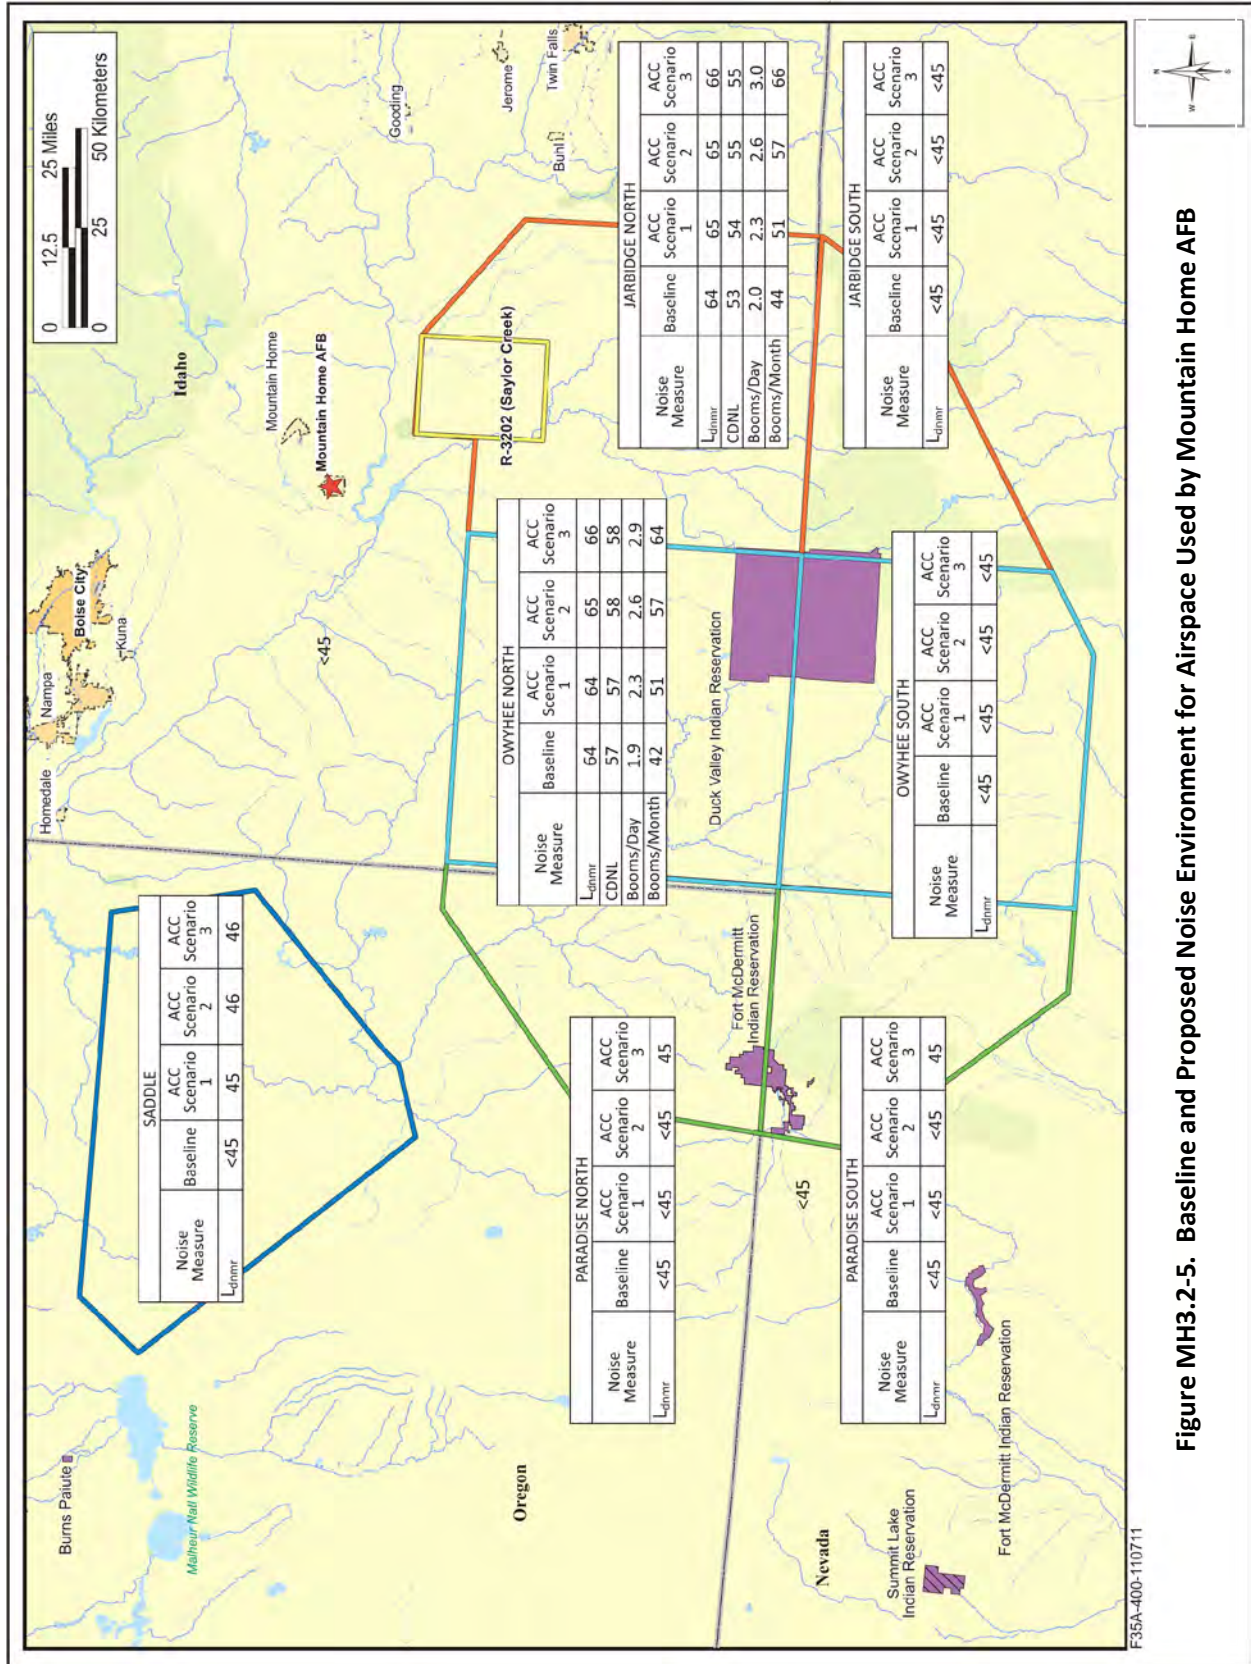 0 12.5 25 Miles
0 25 50 Kilometers
N
W E
S
Homedale
Nampa
Boise City
Kuna
Idaho
Mountain Home
Mountain Home AFB
Gooding
Jerome
Twin Falls
Buhl
R-3202 (Saylor Creek)
<45
Burns Paiute
Malheur Natl Wildlife Reserve
Oregon
Nevada
SADDLE
Noise Measure Baseline ACC Scenario 1 ACC Scenario 2 ACC Scenario 3
Ldnmr <45 45 46 46
OWYHEE NORTH
Noise Measure Baseline ACC Scenario 1 ACC Scenario 2 ACC Scenario 3
Ldnmr 64 64 65 66
CDNL 57 57 58 58
Booms/Day 1.9 2.3 2.6 2.9
Booms/Month 42 51 57 64
JARBIDGE NORTH
Noise Measure Baseline ACC Scenario 1 ACC Scenario 2 ACC Scenario 3
Ldnmr 64 65 65 66
CDNL 53 54 55 55
Booms/Day 2.0 2.3 2.6 3.0
Booms/Month 44 51 57 66
PARADISE NORTH
Noise Measure Baseline ACC Scenario 1 ACC Scenario 2 ACC Scenario 3
Ldnmr <45 <45 <45 45
Fort McDermitt
Indian Reservation
Duck Valley Indian Reservation
<45
PARADISE SOUTH
Noise Measure Baseline ACC Scenario 1 ACC Scenario 2 ACC Scenario 3
Ldnmr <45 <45 <45 45
OWYHEE SOUTH
Noise Measure Baseline ACC Scenario 1 ACC Scenario 2 ACC Scenario 3
Ldnmr <45 <45 <45 <45
JARBIDGE SOUTH
Noise Measure Baseline ACC Scenario 1 ACC Scenario 2 ACC Scenario 3
Ldnmr <45 <45 <45 <45
Summit Lake
Indian Reservation
Fort McDermitt Indian Reservation
F35A-400-110711
Figure MH3.2-5. Baseline and Proposed Noise Environment for Airspace Used by Mountain Home AFB